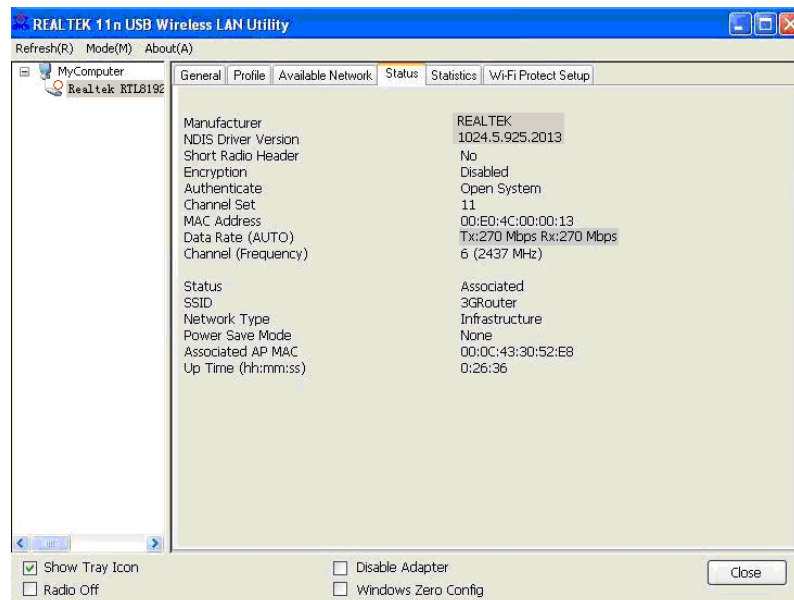 REALTEK 11n USB Wireless LAN Utility
Refresh(R) Mode(M) About(A)
MyComputer
Realtek RTL8192
General Profile Available Network Status Statistics Wi-Fi Protect Setup
Manufacturer REALTEK
NDIS Driver Version 1024.5.925.2013
Short Radio Header No
Encryption Disabled
Authenticate Open System
Channel Set 11
MAC Address 00:E0:4C:00:00:13
Data Rate (AUTO) Tx:270 Mbps Rx:270 Mbps
Channel (Frequency) 6 (2437 MHz)
Status Associated
SSID 3GRouter
Network Type Infrastructure
Power Save Mode None
Associated AP MAC 00:0C:43:30:52:E8
Up Time (hh:mm:ss) 0:26:36
Show Tray Icon Disable Adapter
Radio Off Windows Zero Config
Close